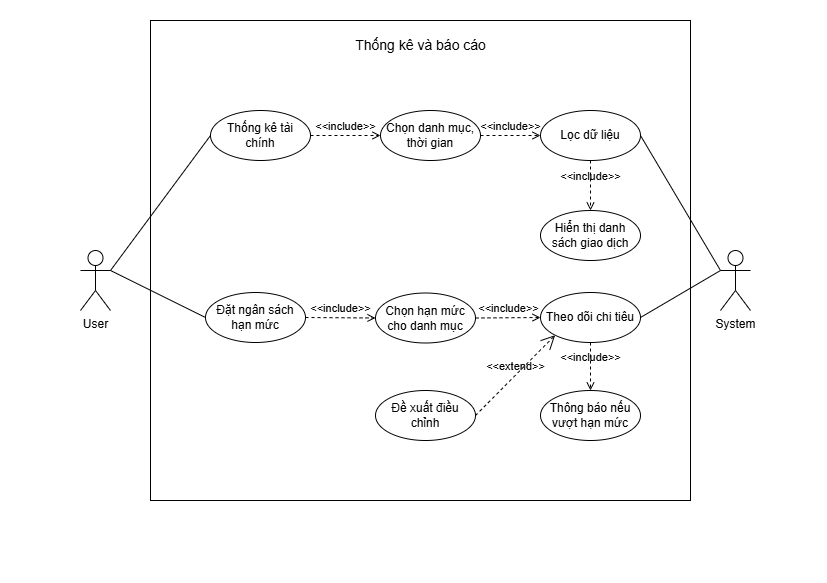 Thống kê và báo cáo
Thống kê tài
chính
<<include>>
Chọn danh mục,
thời gian
<<include>>
Lọc dữ liệu
<<include>>
Hiển thị danh
sách giao dịch
User
System
Đặt ngân sách
hạn mức
<<include>>
Chọn hạn mức
cho danh mục
<<include>>
Theo dõi chi tiêu
<<extend>>
<<include>>
Đề xuất điều
chỉnh
Thông báo nếu
vượt hạn mức